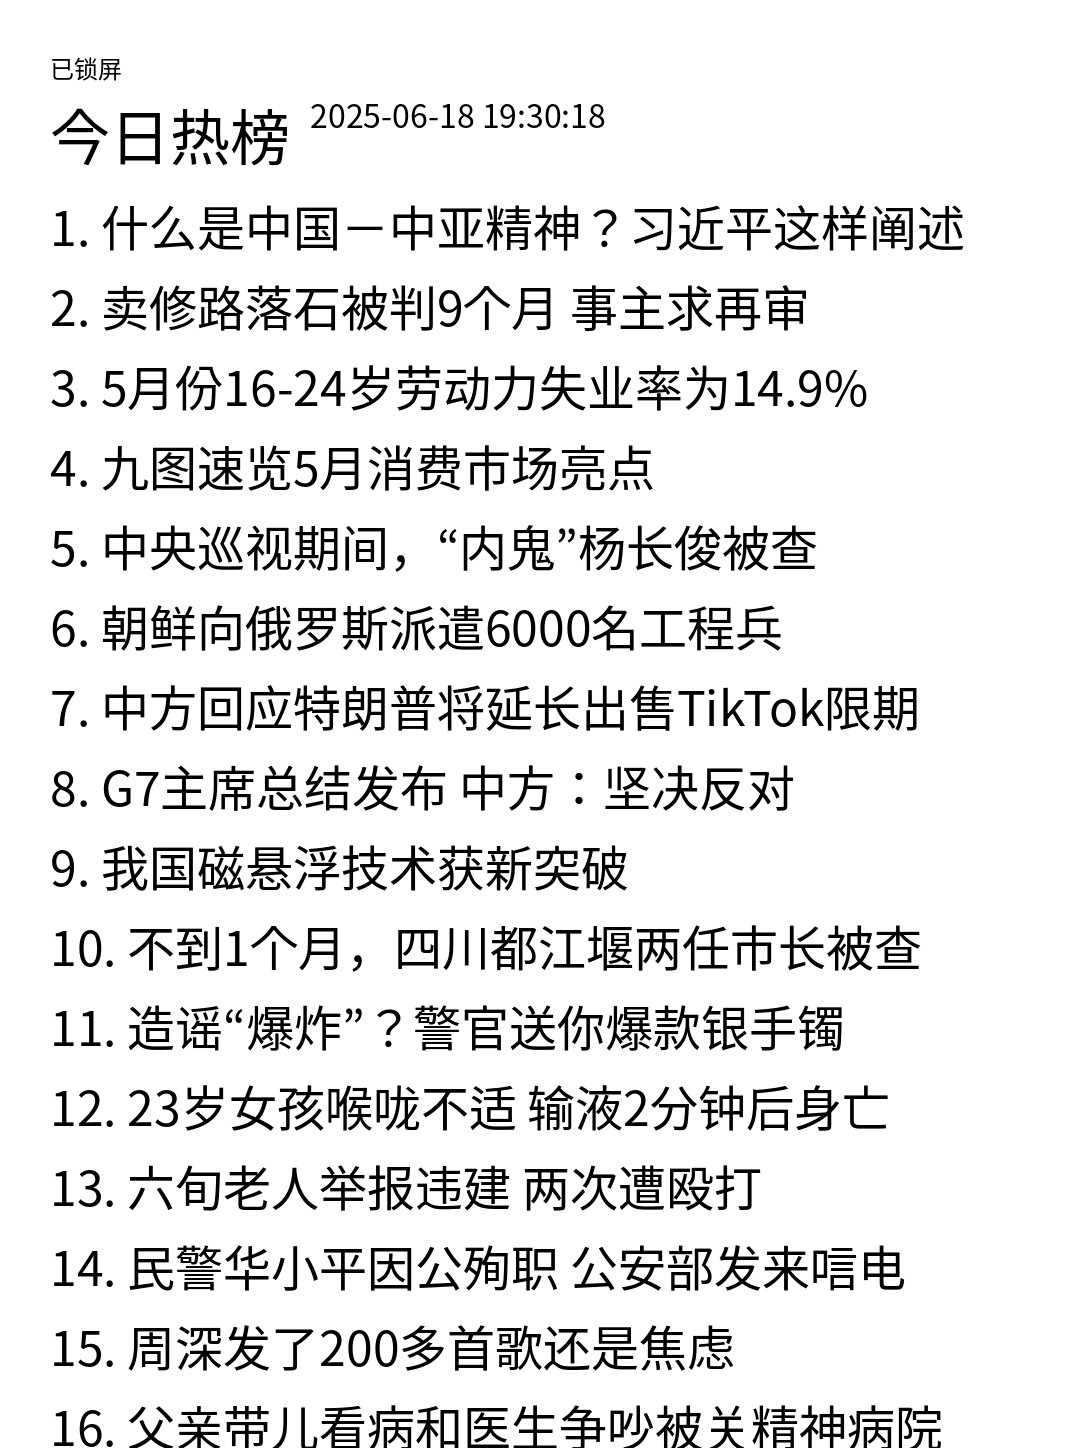 已锁屏
今日热榜 2025-06-18 19:30:18
1. 什么是中国－中亚精神？习近平这样阐述
2. 卖修路落石被判9个月 事主求再审
3. 5月份16-24岁劳动力失业率为14.9%
4. 九图速览5月消费市场亮点
5. 中央巡视期间，“内鬼”杨长俊被查
6. 朝鲜向俄罗斯派遣6000名工程兵
7. 中方回应特朗普将延长出售TikTok限期
8. G7主席总结发布 中方：坚决反对
9. 我国磁悬浮技术获新突破
10. 不到1个月，四川都江堰两任市长被查
11. 造谣“爆炸”？警官送你爆款银手镯
12. 23岁女孩喉咙不适 输液2分钟后身亡
13. 六旬老人举报违建 两次遭殴打
14. 民警华小平因公殉职 公安部发来唁电
15. 周深发了200多首歌还是焦虑
16. 父亲带儿看病和医生争吵被关精神病院